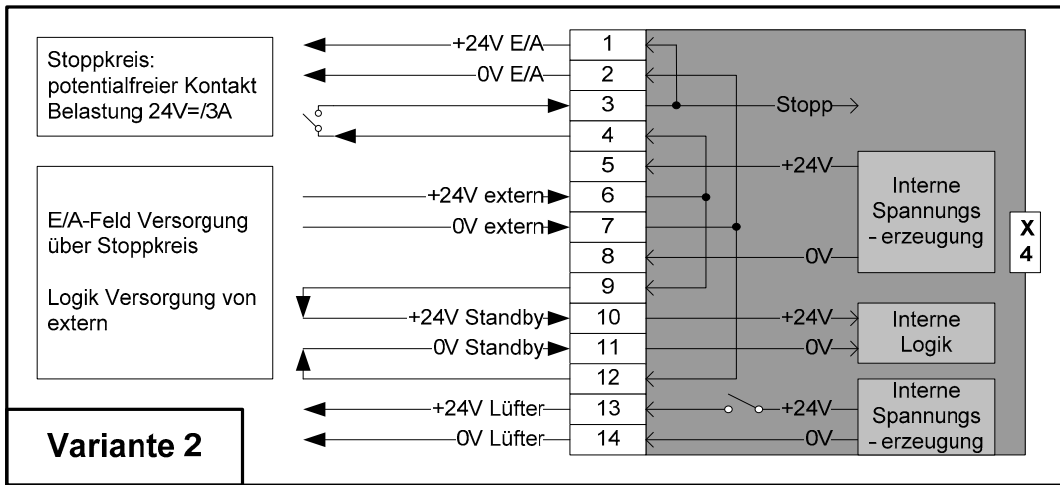 Stoppkreis:
potentialfreier Kontakt
Belastung 24V=/3A
E/A-Feld Versorgung
über Stoppkreis
Logik Versorgung von
extern
Variante 2
+24V E/A
0V E/A
+24V extern
0V extern
+24V Standby
0V Standby
+24V Lüfter
0V Lüfter
1
2
3
4
5
6
7
8
9
10
11
12
13
14
Stopp
+24V
0V
+24V
0V
+24V
0V
Interne
Spannungs
- erzeugung
Interne
Logik
Interne
Spannungs
- erzeugung
X
4